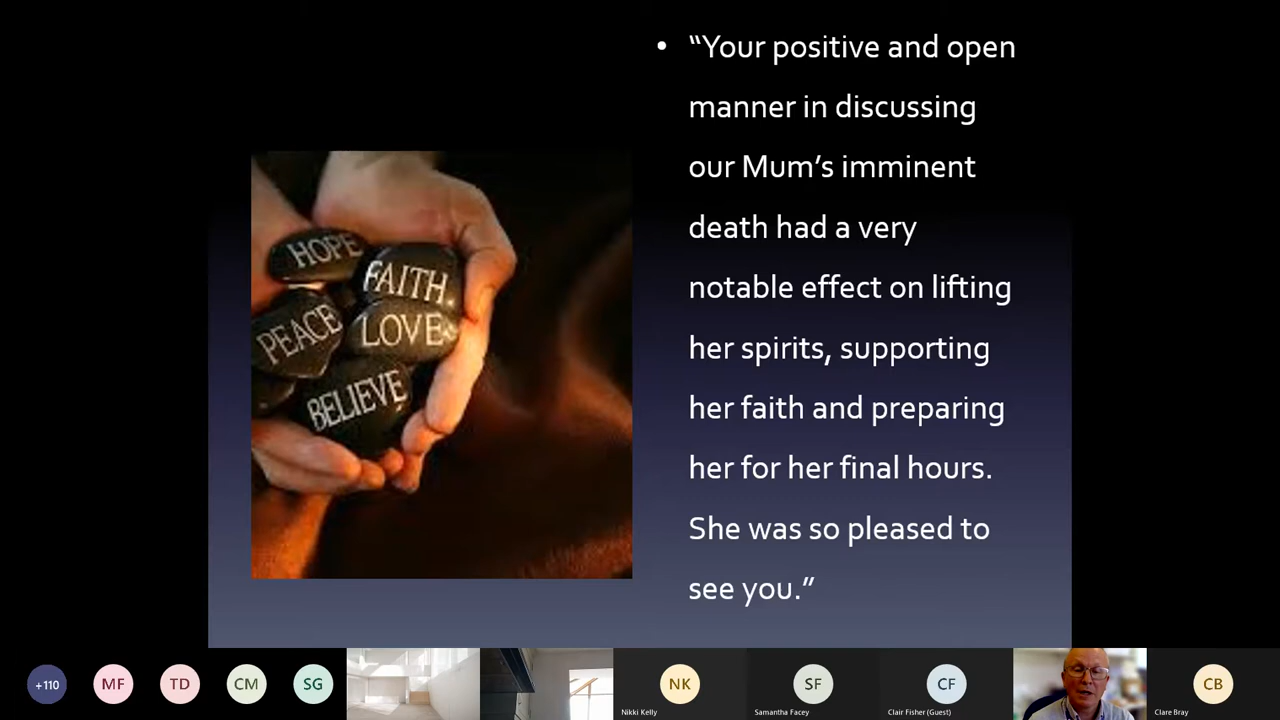 • “Your positive and open
manner in discussing
our Mum’s imminent
death had a very
notable effect on lifting
her spirits, supporting
her faith and preparing
her for her final hours.
She was so pleased to
see you.”
HOPE
FAITH
PEACE
LOVE
BELIEVE
+110
MF
TD
CM
SG
NK
Nikki Kelly
SF
Samantha Facey
CF
Clair Fisher (Guest)
CB
Clare Bray